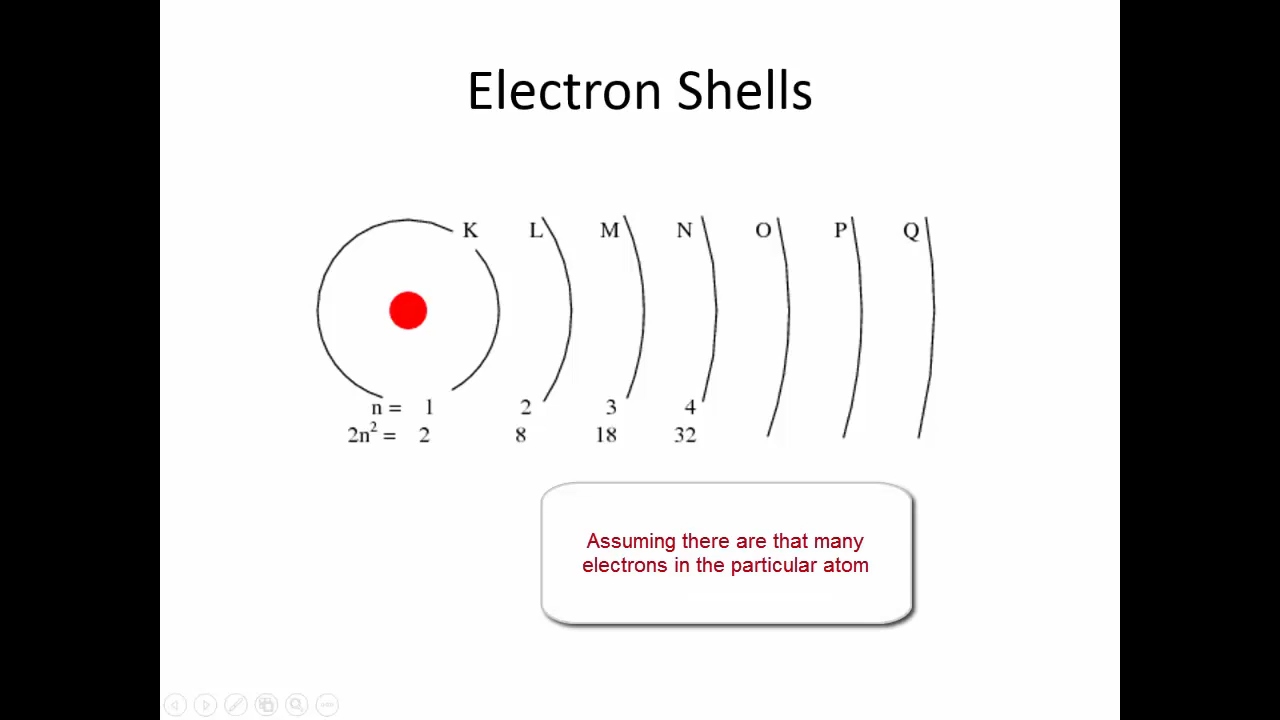 Electron Shells
K L M N O P Q
n = 1 2 3 4
2n² = 2 8 18 32
Assuming there are that many
electrons in the particular atom